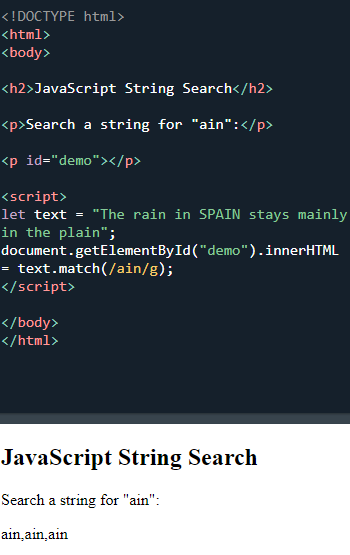 <!DOCTYPE html>
<html>
<body>
<h2>JavaScript String Search</h2>
<p>Search a string for "ain":</p>
<p id="demo"></p>
<script>
let text = "The rain in SPAIN stays mainly
in the plain";
document.getElementById("demo").innerHTML
= text.match(/ain/g);
</script>
</body>
</html>
JavaScript String Search
Search a string for "ain":
ain,ain,ain